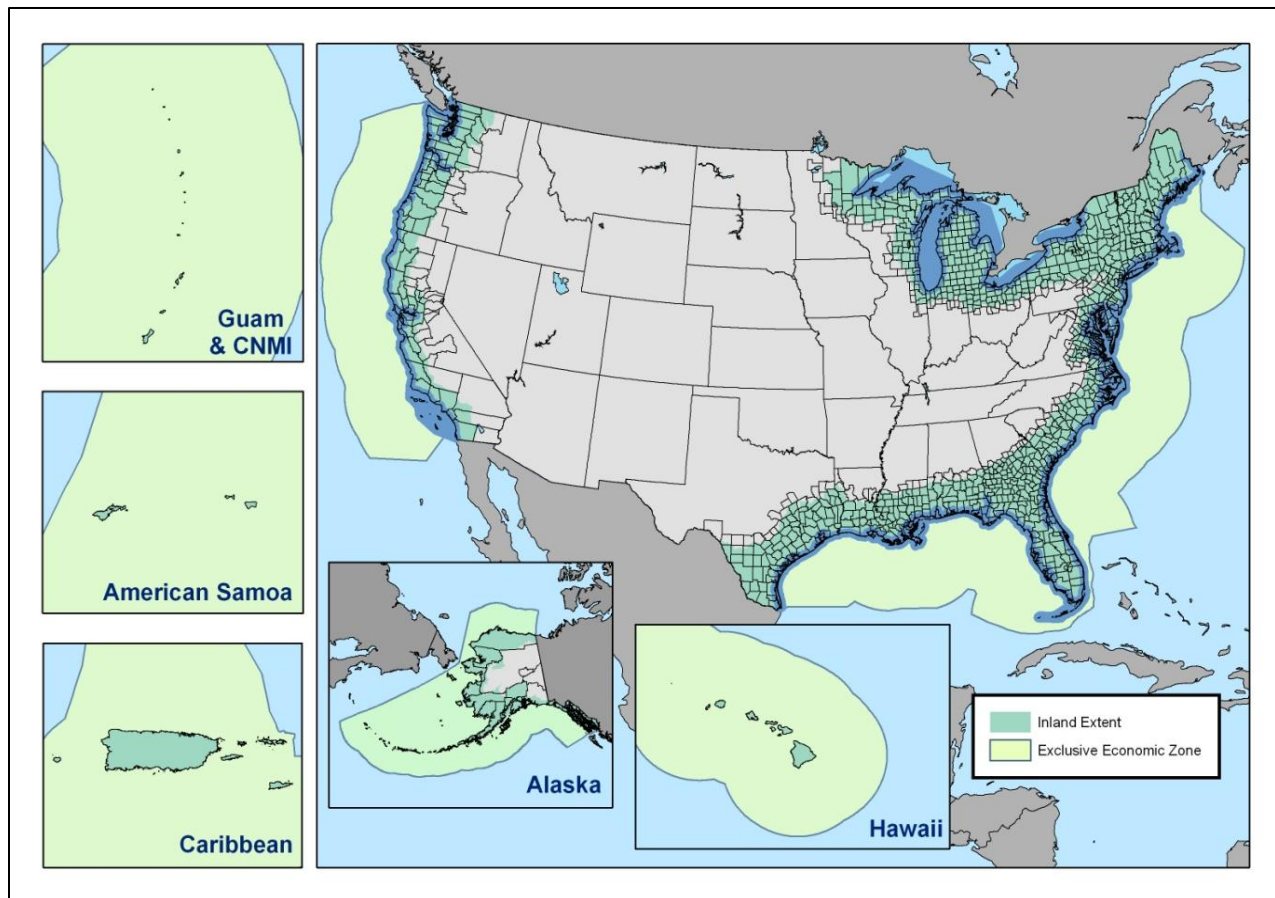 Guam
& CNMI
American Samoa
Caribbean
Alaska
Hawaii
Inland Extent
Exclusive Economic Zone